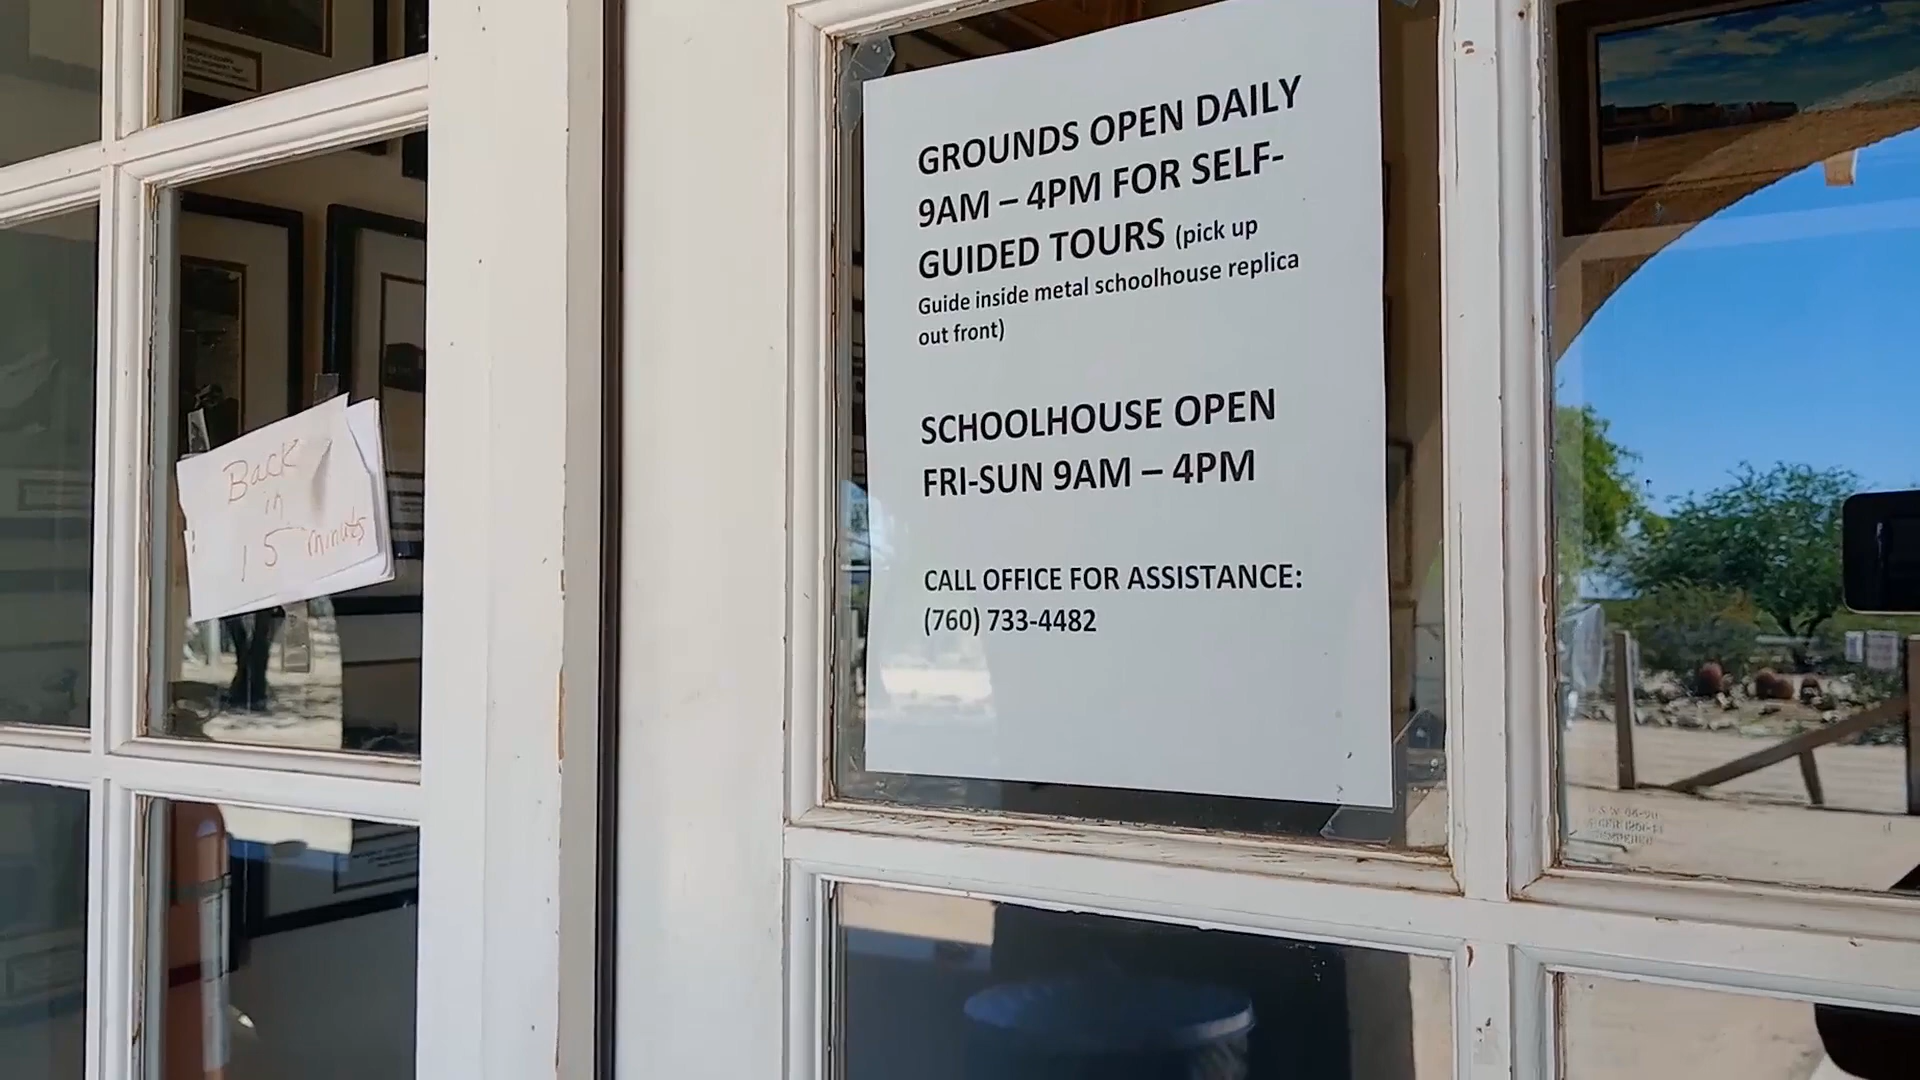 Back
in
15 minuts
GROUNDS OPEN DAILY
9AM – 4PM FOR SELF-
GUIDED TOURS (pick up
Guide inside metal schoolhouse replica
out front)
SCHOOLHOUSE OPEN
FRI-SUN 9AM – 4PM
CALL OFFICE FOR ASSISTANCE:
(760) 733-4482